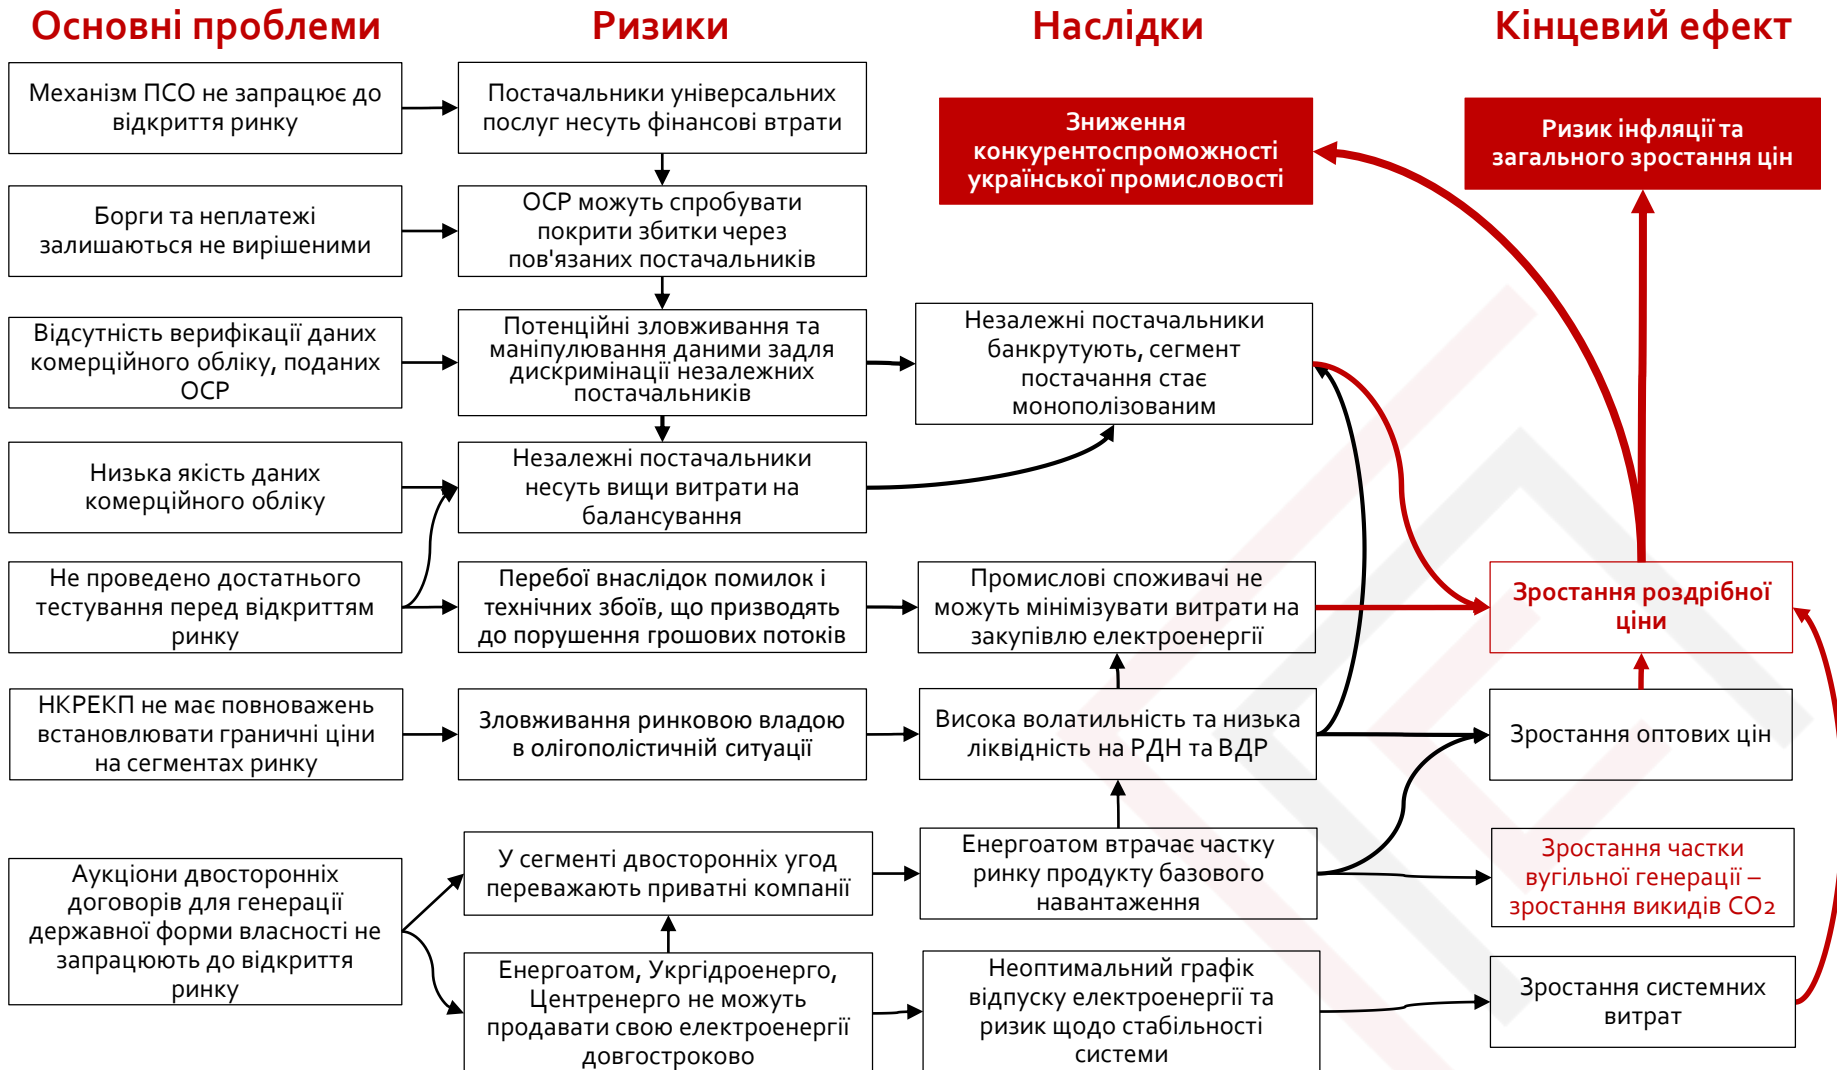 Основні проблеми
Ризики
Наслідки
Кінцевий ефект
Механізм ПСО не запрацює до
відкриття ринку
Постачальники універсальних
послуг несуть фінансові втрати
Зниження
конкурентоспроможності
української промисловості
Ризик інфляції та
загального зростання цін
Борги та неплатежі
залишаються не вирішеними
ОСР можуть спробувати
покрити збитки через
пов'язаних постачальників
Відсутність верифікації даних
комерційного обліку, поданих
ОСР
Потенційні зловживання та
маніпулювання даними задля
дискримінації незалежних
постачальників
Незалежні постачальники
банкрутують, сегмент
постачання стає
монополізованим
Низька якість даних
комерційного обліку
Незалежні постачальники
несуть вищи витрати на
балансування
Не проведено достатнього
тестування перед відкриттям
ринку
Перебої внаслідок помилок і
технічних збоїв, що призводять
до порушення грошових потоків
Промислові споживачі не
можуть мінімізувати витрати на
закупівлю електроенергії
Зростання роздрібної
ціни
НКРЕКП не має повноважень
встановлювати граничні ціни
на сегментах ринку
Зловживання ринковою владою
в олігополістичній ситуації
Висока волатильність та низька
ліквідність на РДН та ВДР
Зростання оптових цін
Аукціони двосторонніх
договорів для генерації
державної форми власності не
запрацюють до відкриття
ринку
У сегменті двосторонніх угод
переважають приватні компанії
Енергоатом втрачає частку
ринку продукту базового
навантаження
Зростання частки
вугільної генерації –
зростання викидів СО2
Енергоатом, Укргідроенерго,
Центренерго не можуть
продавати свою електроенергії
довгостроково
Неоптимальний графік
відпуску електроенергії та
ризик щодо стабільності
системи
Зростання системних
витрат